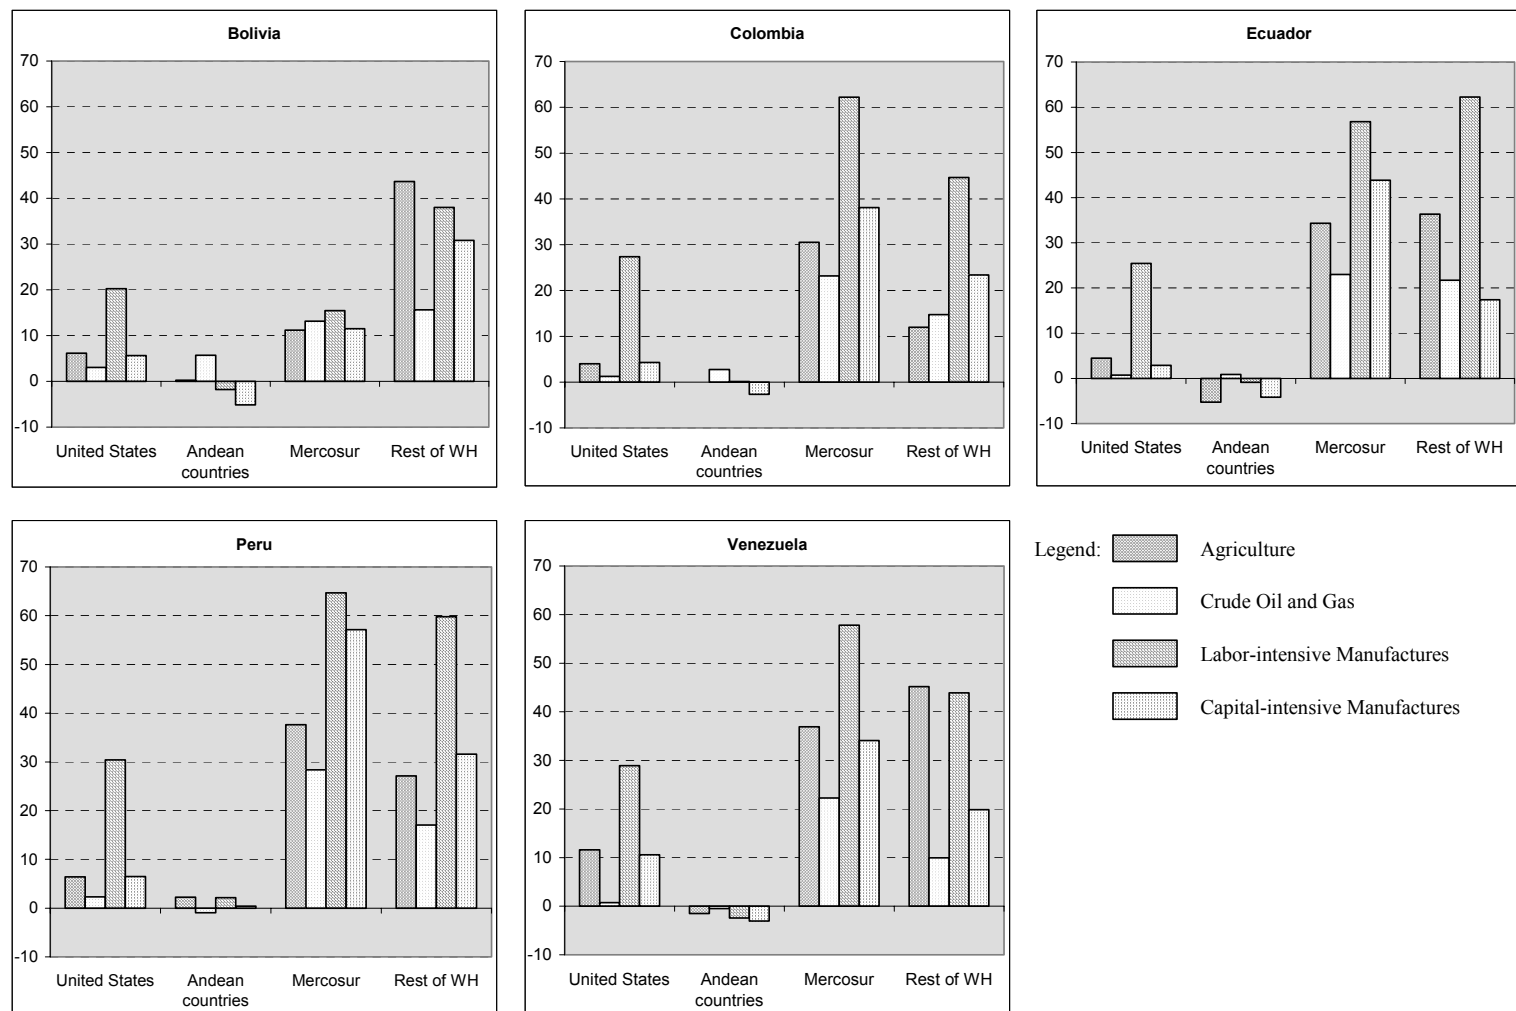 Bolivia
70
60
50
40
30
20
10
0
-10
United States
Andean
countries
Mercosur
Rest of WH
Colombia
70
60
50
40
30
20
10
0
-10
United States
Andean
countries
Mercosur
Rest of WH
Ecuador
70
60
50
40
30
20
10
0
-10
United States
Andean
countries
Mercosur
Rest of WH
Peru
70
60
50
40
30
20
10
0
-10
United States
Andean
countries
Mercosur
Rest of WH
Venezuela
70
60
50
40
30
20
10
0
-10
United States
Andean
countries
Mercosur
Rest of WH
Legend: Agriculture
Crude Oil and Gas
Labor-intensive Manufactures
Capital-intensive Manufactures